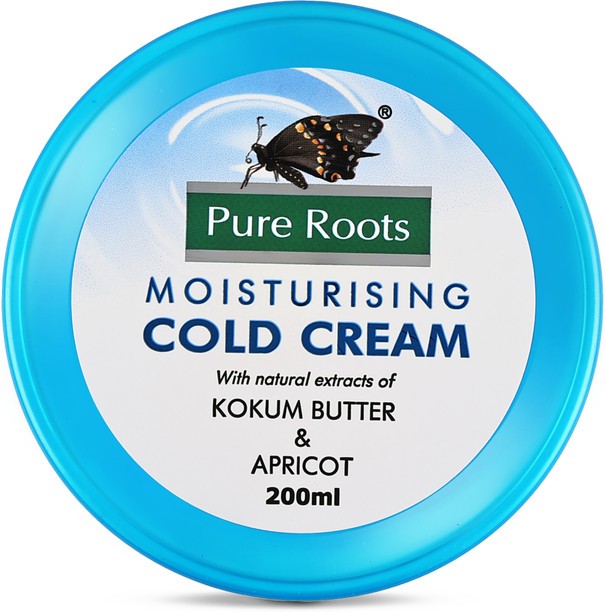 ®
Pure Roots
MOISTURISING
COLD CREAM
With natural extracts of
KOKUM BUTTER
&
APRICOT
200ml